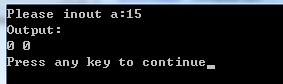 Please inout a:15
Output:
0 0
Press any key to continue